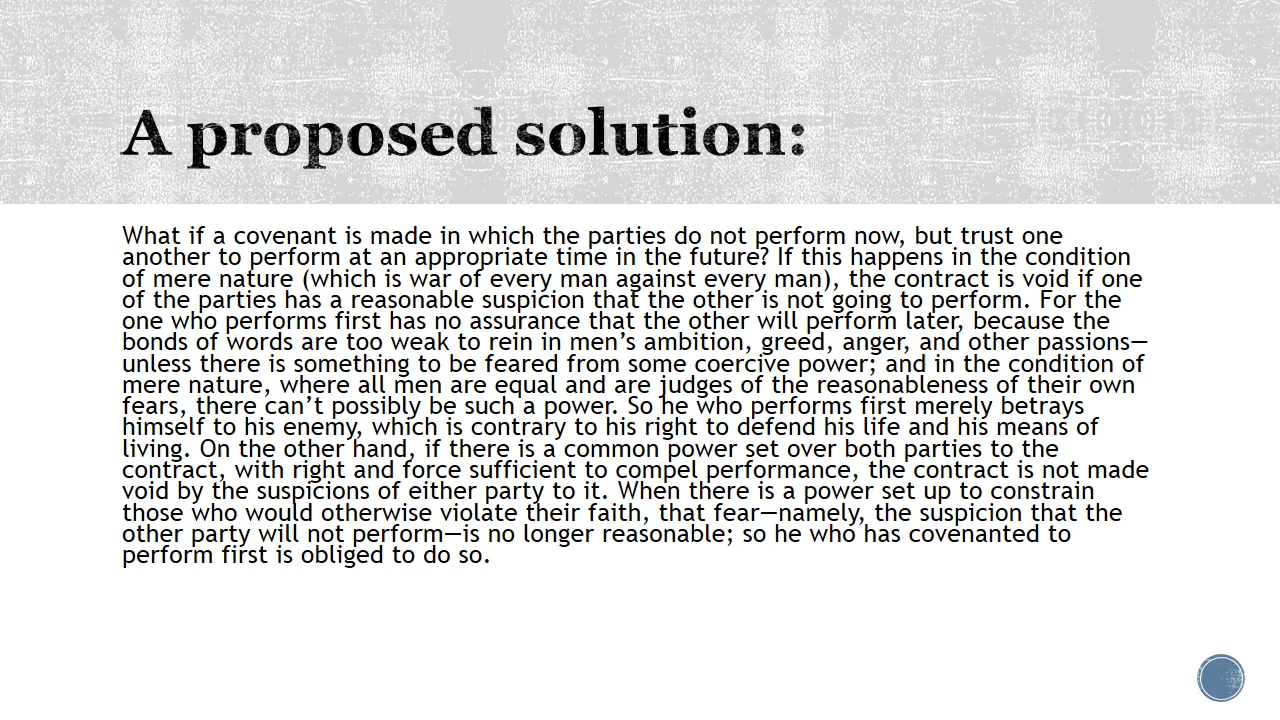 A proposed solution:
What if a covenant is made in which the parties do not perform now, but trust one
another to perform at an appropriate time in the future? If this happens in the condition
of mere nature (which is war of every man against every man), the contract is void if one
of the parties has a reasonable suspicion that the other is not going to perform. For the
one who performs first has no assurance that the other will perform later, because the
bonds of words are too weak to rein in men’s ambition, greed, anger, and other passions—
unless there is something to be feared from some coercive power; and in the condition of
mere nature, where all men are equal and are judges of the reasonableness of their own
fears, there can’t possibly be such a power. So he who performs first merely betrays
himself to his enemy, which is contrary to his right to defend his life and his means of
living. On the other hand, if there is a common power set over both parties to the
contract, with right and force sufficient to compel performance, the contract is not made
void by the suspicions of either party to it. When there is a power set up to constrain
those who would otherwise violate their faith, that fear—namely, the suspicion that the
other party will not perform—is no longer reasonable; so he who has covenanted to
perform first is obliged to do so.